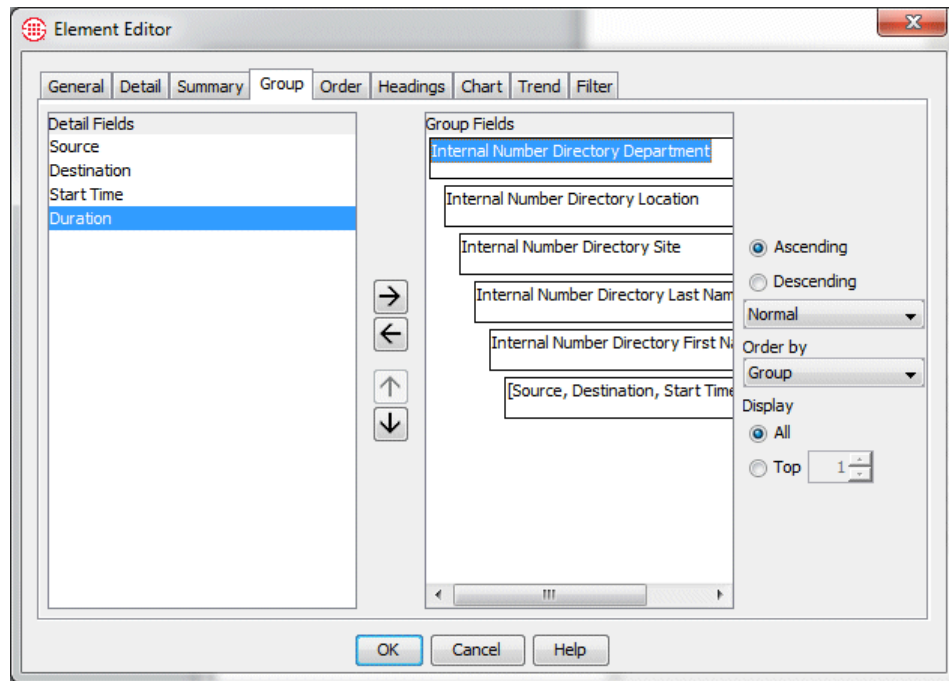 Element Editor
General Detail Summary Group Order Headings Chart Trend Filter
Detail Fields
Source
Destination
Start Time
Duration
Group Fields
Internal Number Directory Department
Internal Number Directory Location
Internal Number Directory Site
Internal Number Directory Last Nam
Internal Number Directory First Na
[Source, Destination, Start Time
Ascending
Descending
Normal
Order by
Group
Display
All
Top 1
OK Cancel Help